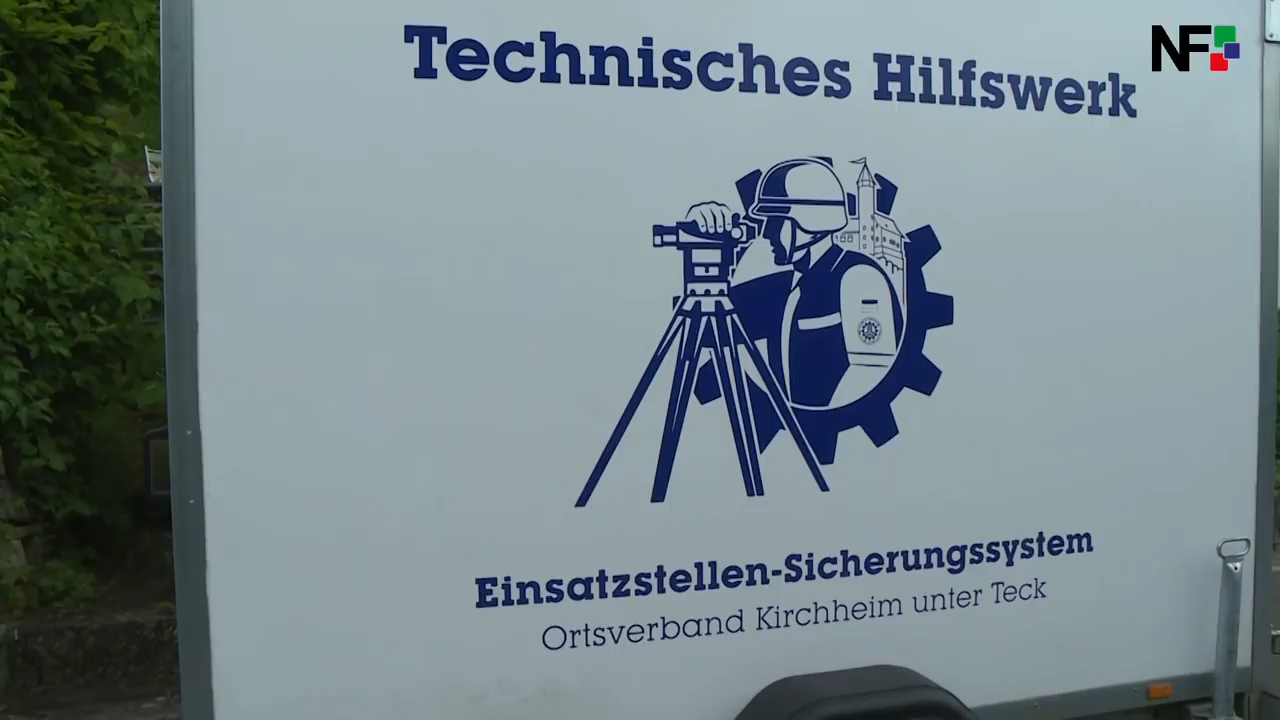 Technisches Hilfswerk
NF
Einsatzstellen-Sicherungssystem
Ortsverband Kirchheim unter Teck